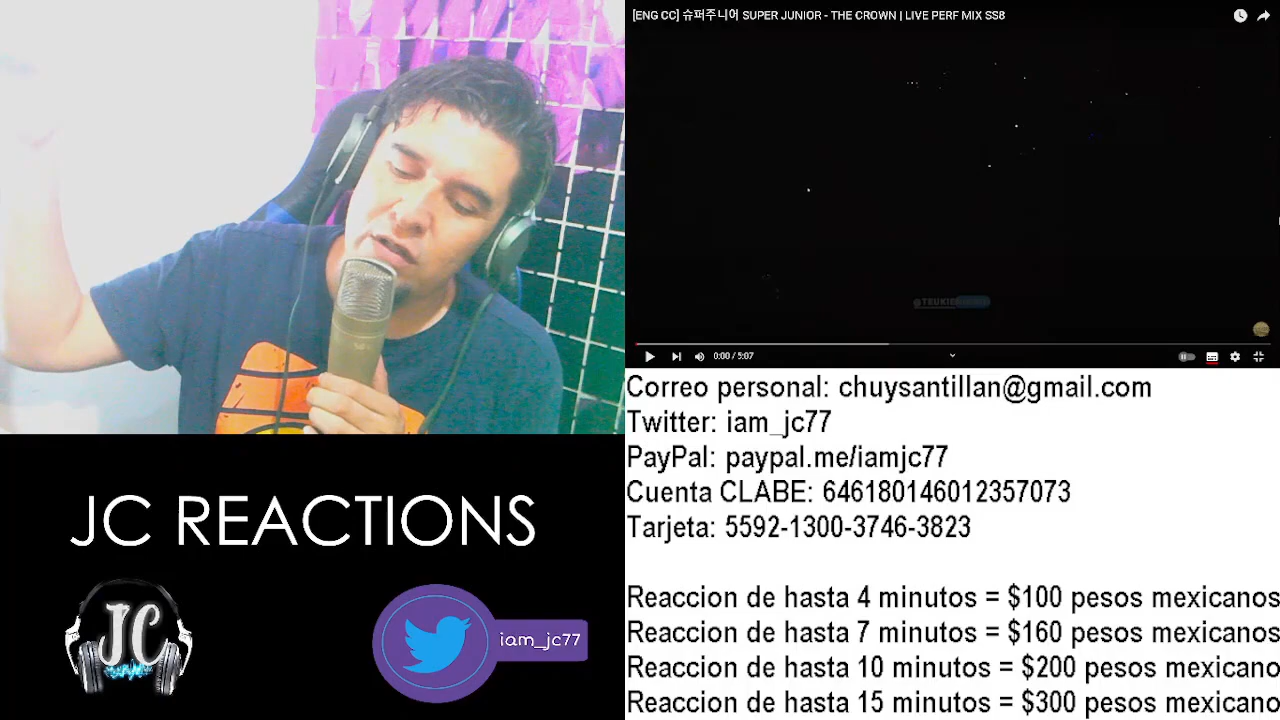 [ENG CC] 슈퍼주니어 SUPER JUNIOR - THE CROWN | LIVE PERF MIX SS8
0:00 / 5:07
Correo personal: chuysantillan@gmail.com
Twitter: iam_jc77
PayPal: paypal.me/iamjc77
Cuenta CLABE: 646180146012357073
Tarjeta: 5592-1300-3746-3823
Reaccion de hasta 4 minutos = $100 pesos mexicanos
Reaccion de hasta 7 minutos = $160 pesos mexicanos
Reaccion de hasta 10 minutos = $200 pesos mexicano
Reaccion de hasta 15 minutos = $300 pesos mexicano
JC REACTIONS
JC
iam_jc77